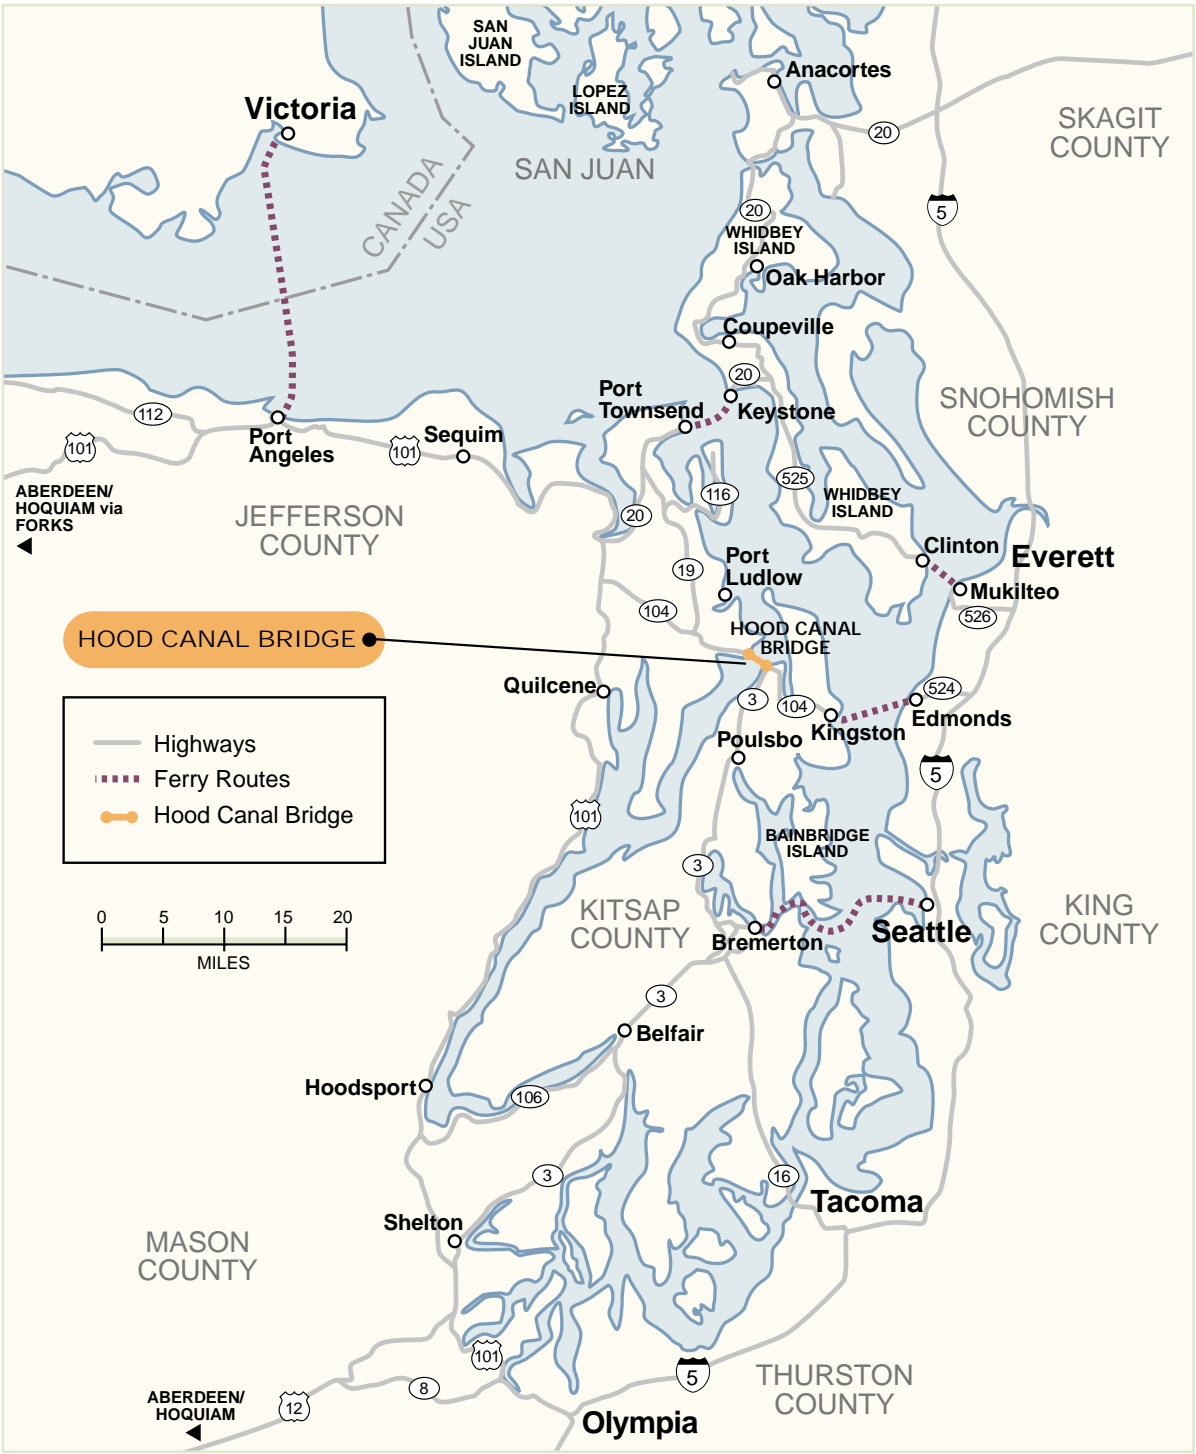 SAN
JUAN
ISLAND
LOPEZ
ISLAND
Anacortes
Victoria
SKAGIT
COUNTY
20
SAN JUAN
CANADA
USA
5
20
WHIDBEY
ISLAND
Oak Harbor
Coupeville
20
Keystone
Port
Townsend
SNOHOMISH
COUNTY
112
101
Port
Angeles
101
Sequim
ABERDEEN/
HOQUIAM via
FORKS
JEFFERSON
COUNTY
20
116
525
WHIDBEY
ISLAND
Clinton
Everett
Mukilteo
526
19
Port
Ludlow
104
HOOD CANAL BRIDGE
HOOD CANAL
BRIDGE
Quilcene
3
104
Kingston
524
Edmonds
Poulsbo
5
Highways
Ferry Routes
Hood Canal Bridge
101
BAINBRIDGE
ISLAND
3
0 5 10 15 20
MILES
KITSAP
COUNTY
Bremerton
Seattle
KING
COUNTY
3
Belfair
Hoodsport
106
3
16
Tacoma
Shelton
MASON
COUNTY
101
5
THURSTON
COUNTY
8
12
ABERDEEN/
HOQUIAM
Olympia